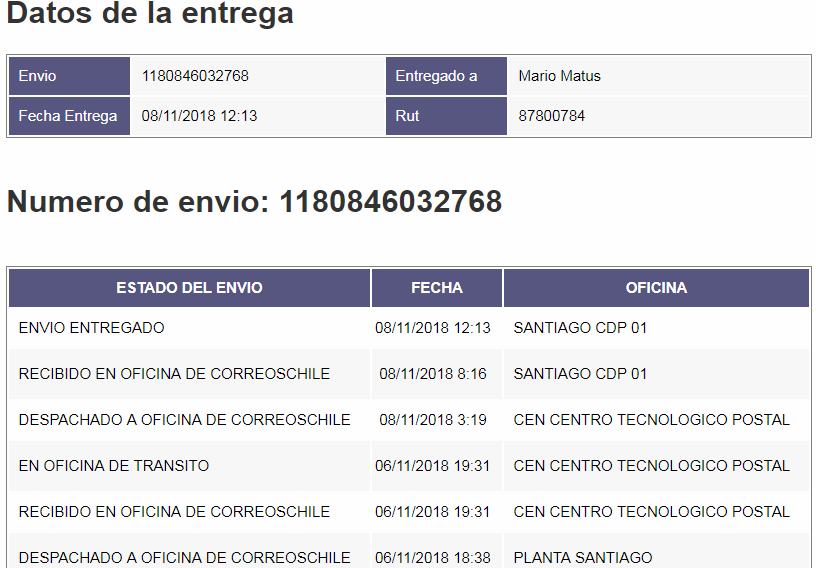 Datos de la entrega
Envio 1180846032768 Entregado a Mario Matus
Fecha Entrega 08/11/2018 12:13 Rut 87800784
Numero de envio: 1180846032768
ESTADO DEL ENVIO FECHA OFICINA
ENVIO ENTREGADO 08/11/2018 12:13 SANTIAGO CDP 01
RECIBIDO EN OFICINA DE CORREOSCHILE 08/11/2018 8:16 SANTIAGO CDP 01
DESPACHADO A OFICINA DE CORREOSCHILE 08/11/2018 3:19 CEN CENTRO TECNOLOGICO POSTAL
EN OFICINA DE TRANSITO 06/11/2018 19:31 CEN CENTRO TECNOLOGICO POSTAL
RECIBIDO EN OFICINA DE CORREOSCHILE 06/11/2018 19:31 CEN CENTRO TECNOLOGICO POSTAL
DESPACHADO A OFICINA DE CORREOSCHILE 06/11/2018 18:38 PLANTA SANTIAGO